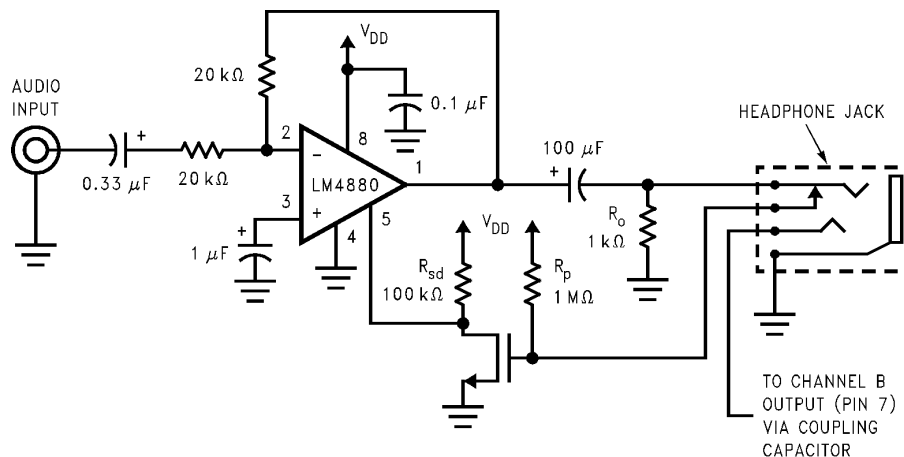 AUDIO
INPUT
0.33 µF
+
20 kΩ
20 kΩ
V_DD
0.1 µF
2
8
1
−
LM4880
3
+
5
4
+
1 µF
100 µF
+
R_o
1 kΩ
HEADPHONE JACK
V_DD
R_sd
100 kΩ
R_p
1 MΩ
TO CHANNEL B
OUTPUT (PIN 7)
VIA COUPLING
CAPACITOR